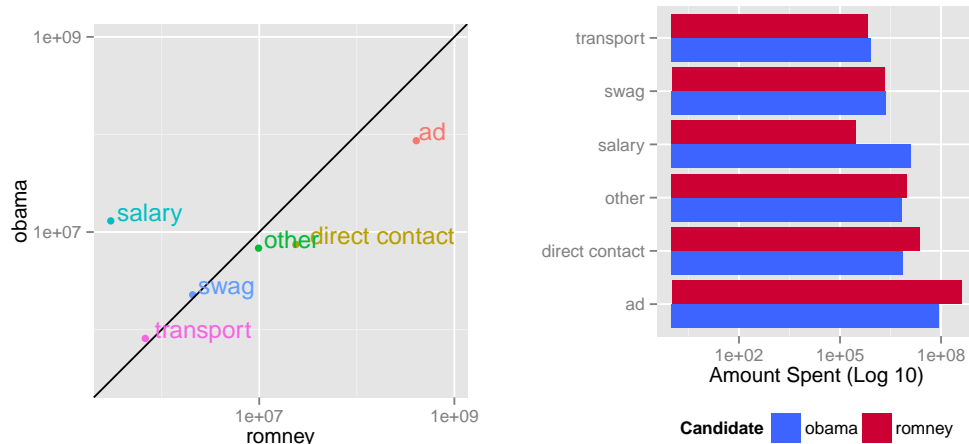 1e+09
ad
salary
1e+07
other
direct contact
swag
transport
obama
1e+07
1e+09
romney
transport
swag
salary
other
direct contact
ad
1e+02
1e+05
1e+08
Amount Spent (Log 10)
Candidate obama romney